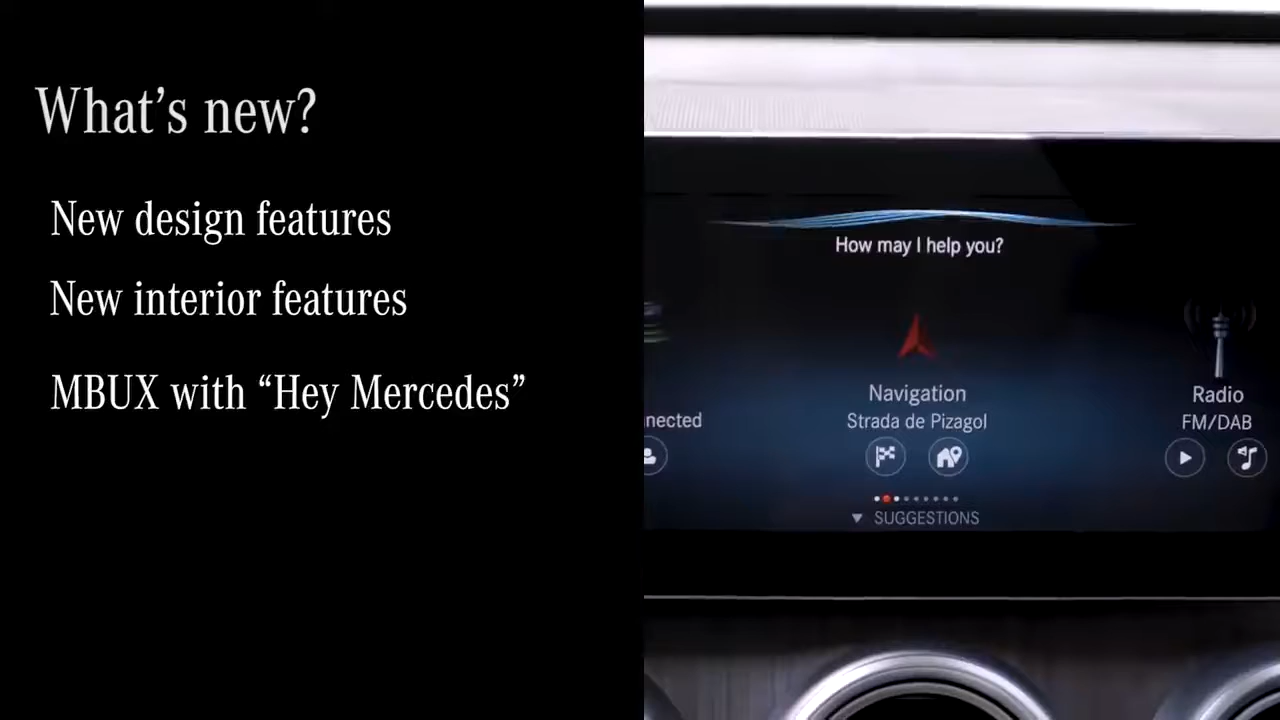 What's new?
New design features
New interior features
MBUX with “Hey Mercedes”
How may I help you?
Navigation
Strada de Pizagol
Radio
FM/DAB
nected
SUGGESTIONS